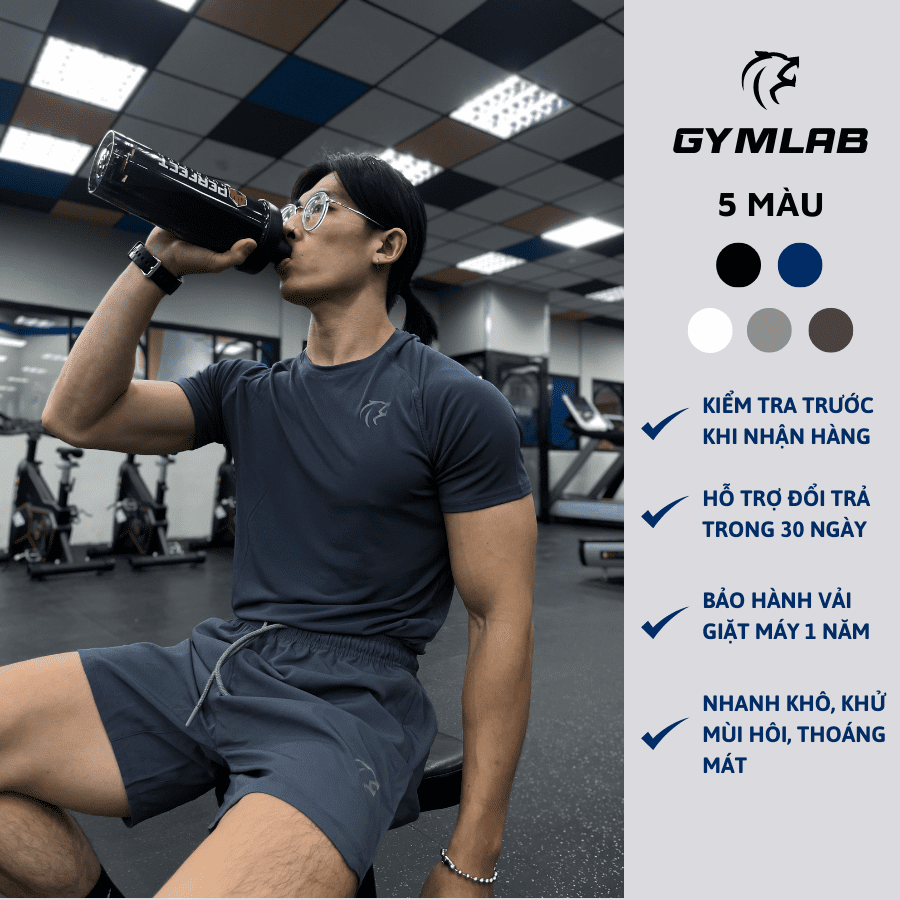 PERFECT
GYMLAB
5 MÀU
KIỂM TRA TRƯỚC
KHI NHẬN HÀNG
HỖ TRỢ ĐỔI TRẢ
TRONG 30 NGÀY
BẢO HÀNH VẢI
GIẶT MÁY 1 NĂM
NHANH KHÔ, KHỬ
MÙI HÔI, THOÁNG
MÁT